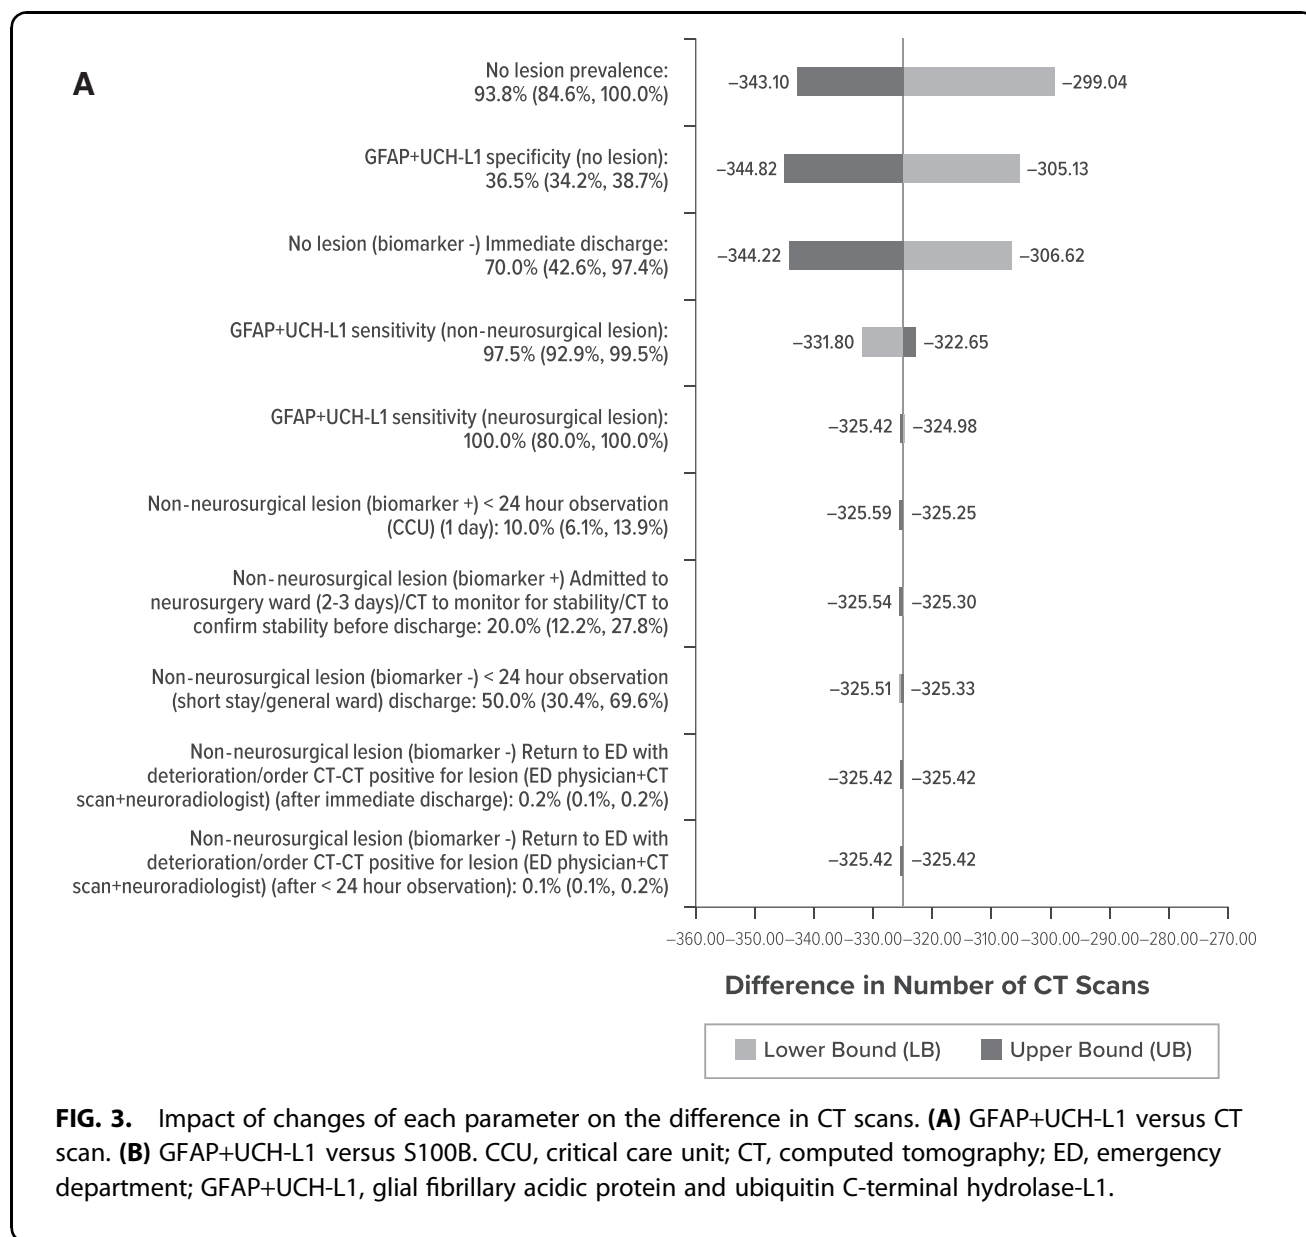 A
No lesion prevalence:
93.8% (84.6%, 100.0%)
−343.10
−299.04
GFAP+UCH-L1 specificity (no lesion):
36.5% (34.2%, 38.7%)
−344.82
−305.13
No lesion (biomarker -) Immediate discharge:
70.0% (42.6%, 97.4%)
−344.22
−306.62
GFAP+UCH-L1 sensitivity (non-neurosurgical lesion):
97.5% (92.9%, 99.5%)
−331.80
−322.65
GFAP+UCH-L1 sensitivity (neurosurgical lesion):
100.0% (80.0%, 100.0%)
−325.42
−324.98
Non-neurosurgical lesion (biomarker +) < 24 hour observation
(CCU) (1 day): 10.0% (6.1%, 13.9%)
−325.59
−325.25
Non-neurosurgical lesion (biomarker +) Admitted to
neurosurgery ward (2-3 days)/CT to monitor for stability/CT to
confirm stability before discharge: 20.0% (12.2%, 27.8%)
−325.54
−325.30
Non-neurosurgical lesion (biomarker -) < 24 hour observation
(short stay/general ward) discharge: 50.0% (30.4%, 69.6%)
−325.51
−325.33
Non-neurosurgical lesion (biomarker -) Return to ED with
deterioration/order CT-CT positive for lesion (ED physician+CT
scan+neuroradiologist) (after immediate discharge): 0.2% (0.1%, 0.2%)
−325.42
−325.42
Non-neurosurgical lesion (biomarker -) Return to ED with
deterioration/order CT-CT positive for lesion (ED physician+CT
scan+neuroradiologist) (after < 24 hour observation): 0.1% (0.1%, 0.2%)
−325.42
−325.42
−360.00 −350.00 −340.00 −330.00 −320.00 −310.00 −300.00 −290.00 −280.00 −270.00
Difference in Number of CT Scans
Lower Bound (LB) Upper Bound (UB)
FIG. 3. Impact of changes of each parameter on the difference in CT scans. (A) GFAP+UCH-L1 versus CT
scan. (B) GFAP+UCH-L1 versus S100B. CCU, critical care unit; CT, computed tomography; ED, emergency
department; GFAP+UCH-L1, glial fibrillary acidic protein and ubiquitin C-terminal hydrolase-L1.